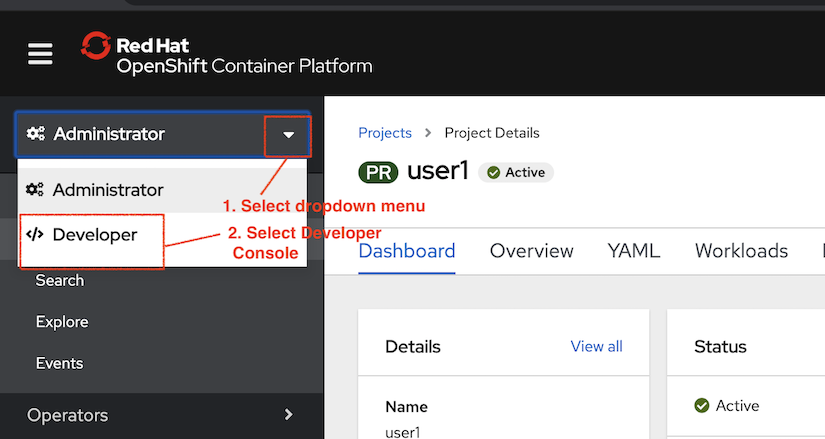 Red Hat
OpenShift Container Platform
Administrator
Administrator
Developer
Search
Explore
Events
Operators
1. Select dropdown menu
2. Select Developer
Console
Projects > Project Details
PR user1 Active
Dashboard Overview YAML Workloads
Details View all
Name
user1
Status
Active